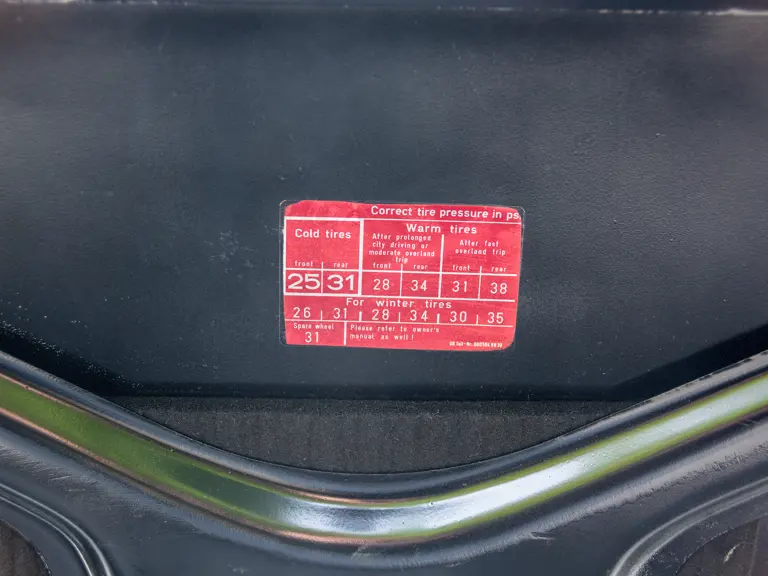 Correct tire pressure in ps
Cold tires
Warm tires
After prolonged
city driving or
moderate overland
trip
After fast
overland trip
front rear front rear front rear
25 31 28 34 31 38
For winter tires
26 31 28 34 30 35
Spare wheel
31
Please refer to owner's
manual as well!